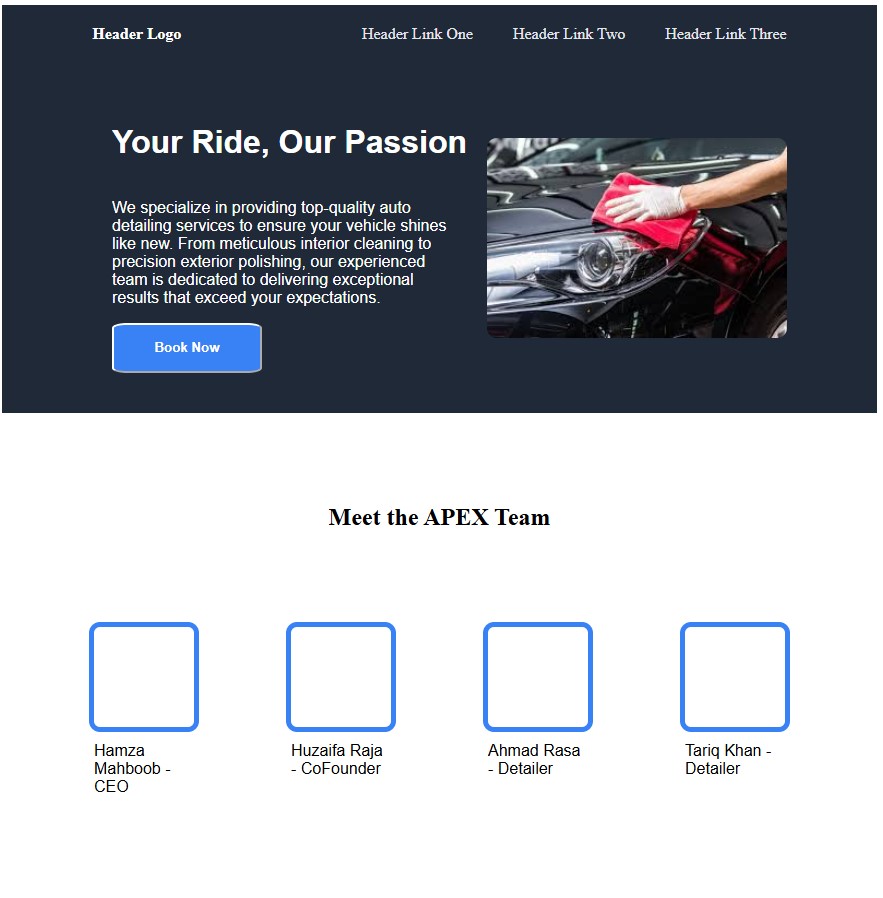 Header Logo
Header Link One
Header Link Two
Header Link Three
Your Ride, Our Passion
We specialize in providing top-quality auto
detailing services to ensure your vehicle shines
like new. From meticulous interior cleaning to
precision exterior polishing, our experienced
team is dedicated to delivering exceptional
results that exceed your expectations.
Book Now
Meet the APEX Team
Hamza
Mahboob -
CEO
Huzaifa Raja
- CoFounder
Ahmad Rasa
- Detailer
Tariq Khan -
Detailer